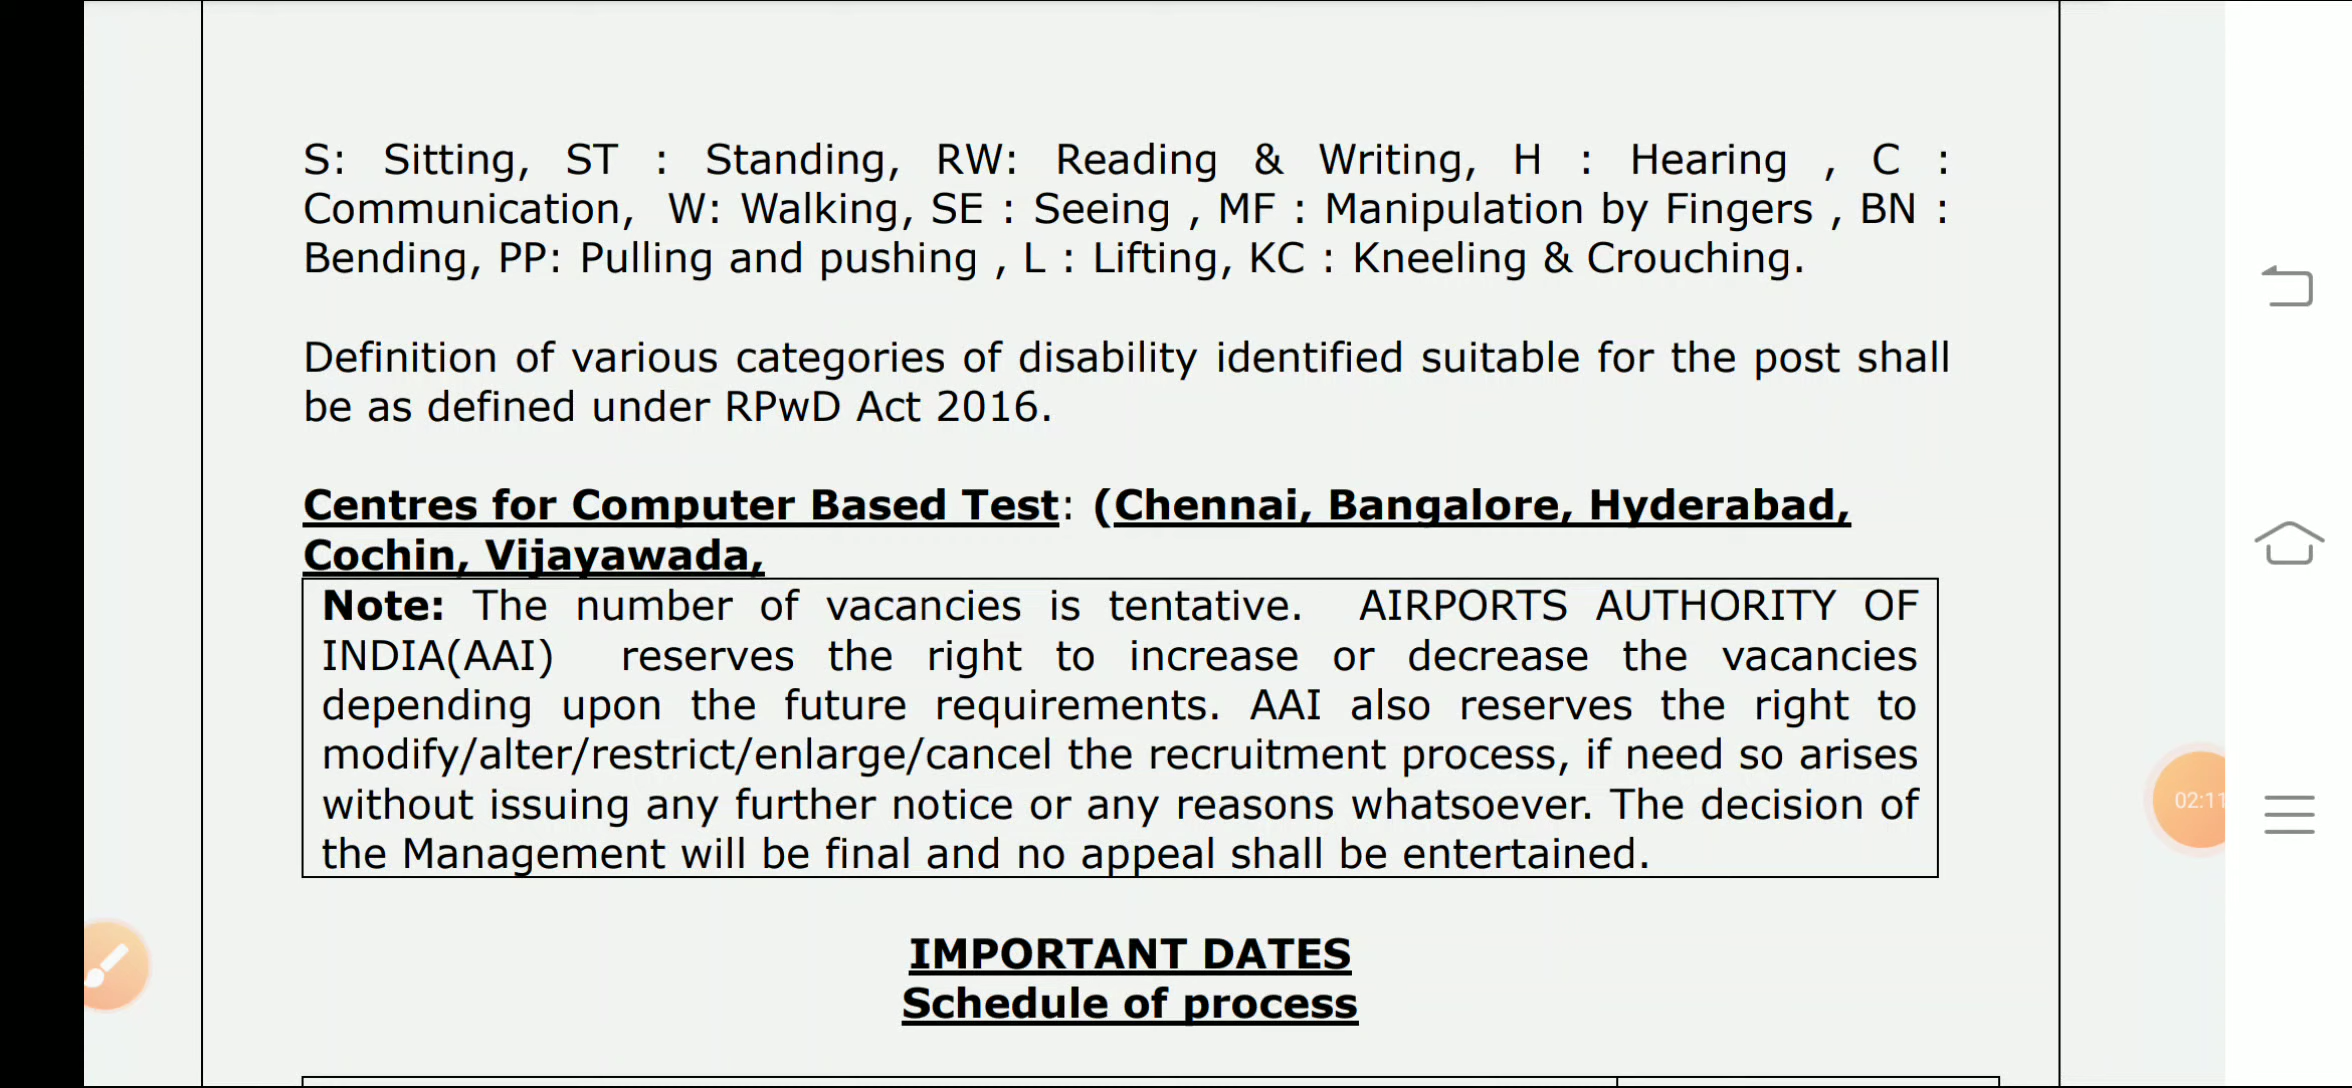 S: Sitting, ST : Standing, RW: Reading & Writing, H : Hearing , C :
Communication, W: Walking, SE : Seeing , MF : Manipulation by Fingers , BN :
Bending, PP: Pulling and pushing , L : Lifting, KC : Kneeling & Crouching.
Definition of various categories of disability identified suitable for the post shall
be as defined under RPwD Act 2016.
Centres for Computer Based Test: (Chennai, Bangalore, Hyderabad,
Cochin, Vijayawada,
Note: The number of vacancies is tentative. AIRPORTS AUTHORITY OF
INDIA(AAI) reserves the right to increase or decrease the vacancies
depending upon the future requirements. AAI also reserves the right to
modify/alter/restrict/enlarge/cancel the recruitment process, if need so arises
without issuing any further notice or any reasons whatsoever. The decision of
the Management will be final and no appeal shall be entertained.
02:11
IMPORTANT DATES
Schedule of process